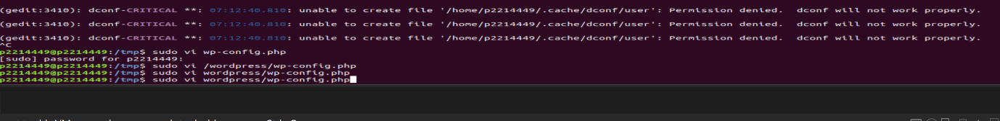 (gedit:3410): dconf-CRITICAL **: 07:12:40.810: unable to create file '/home/p2214449/.cache/dconf/user': Permission denied.  dconf will not work properly.
(gedit:3410): dconf-CRITICAL **: 07:12:40.810: unable to create file '/home/p2214449/.cache/dconf/user': Permission denied.  dconf will not work properly.
(gedit:3410): dconf-CRITICAL **: 07:12:40.810: unable to create file '/home/p2214449/.cache/dconf/user': Permission denied.  dconf will not work properly.
^C
p2214449@p2214449:/tmp$ sudo vi wp-config.php
[sudo] password for p2214449:
p2214449@p2214449:/tmp$ sudo vi /wordpress/wp-config.php
p2214449@p2214449:/tmp$ sudo vi wordpress/wp-config.php
p2214449@p2214449:/tmp$ sudo vi wordpress/wp-config.php